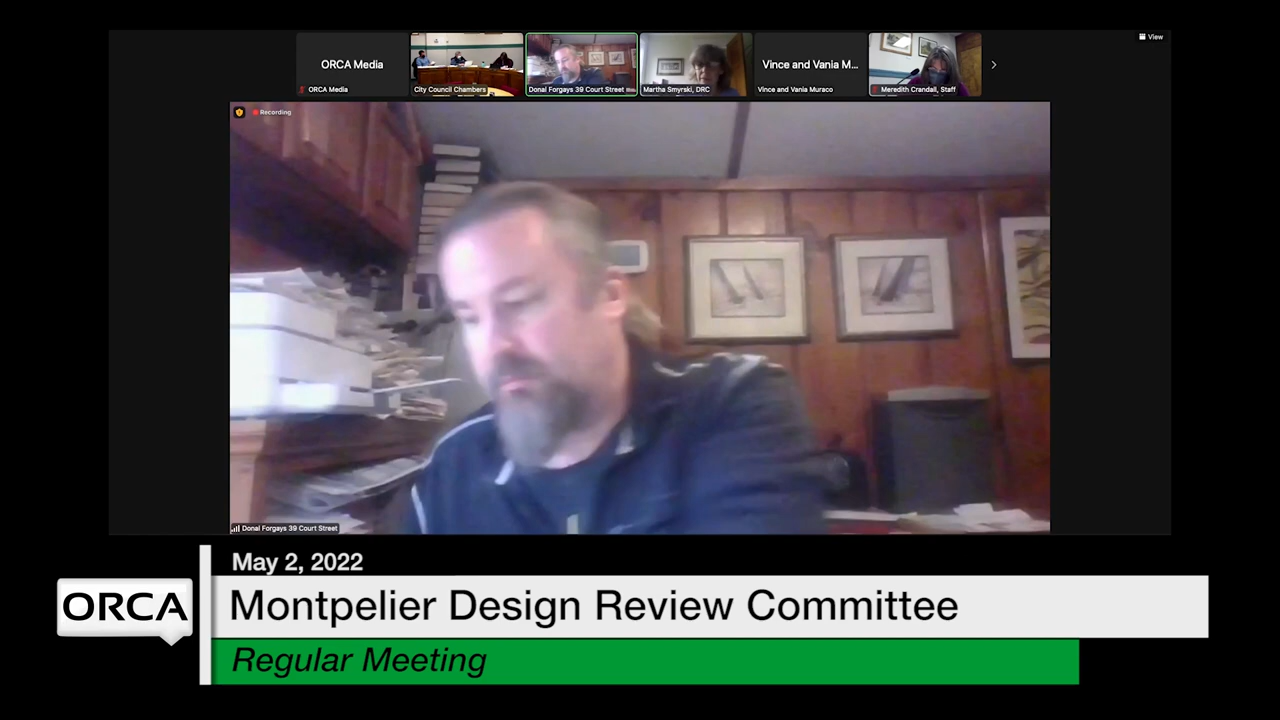 View
ORCA Media
Vince and Vania M...
ORCA Media
City Council Chambers
Donal Forgays 39 Court Street
Martha Smyrski, DRC
Vince and Vania Muraco
Meredith Crandall, Staff
Recording
Donal Forgays 39 Court Street
May 2, 2022
ORCA
Montpelier Design Review Committee
Regular Meeting